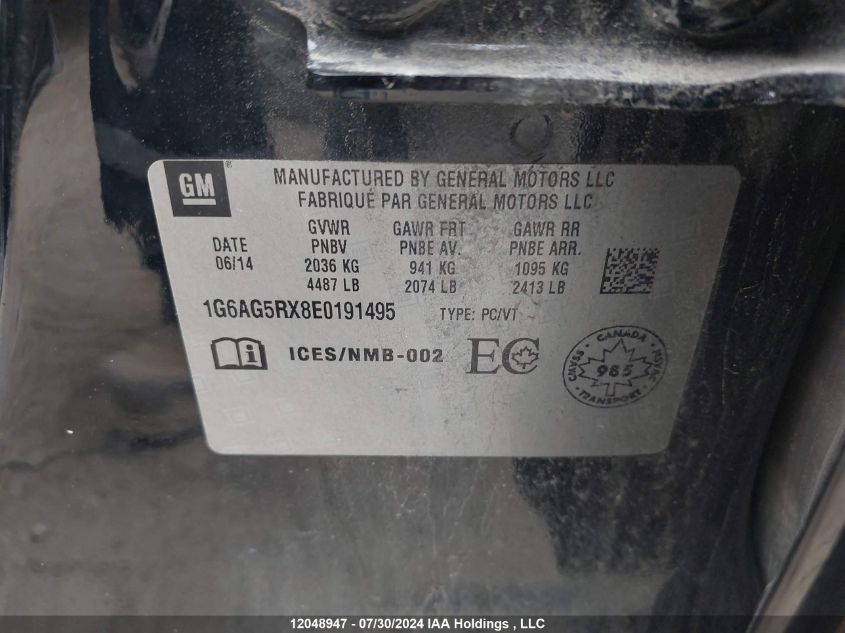 GM
MANUFACTURED BY GENERAL MOTORS LLC
FABRIQUÉ PAR GENERAL MOTORS LLC
DATE GVWR GAWR FRT GAWR RR
06/14 PNBV PNBE AV. PNBE ARR.
2036 KG 941 KG 1095 KG
4487 LB 2074 LB 2413 LB
1G6AG5RX8E0191495 TYPE: PC/VT
i ICES/NMB-002 EC
CANADA
CMVSS 985 NSVAC
TRANSPORT
12048947 - 07/30/2024 IAA Holdings , LLC